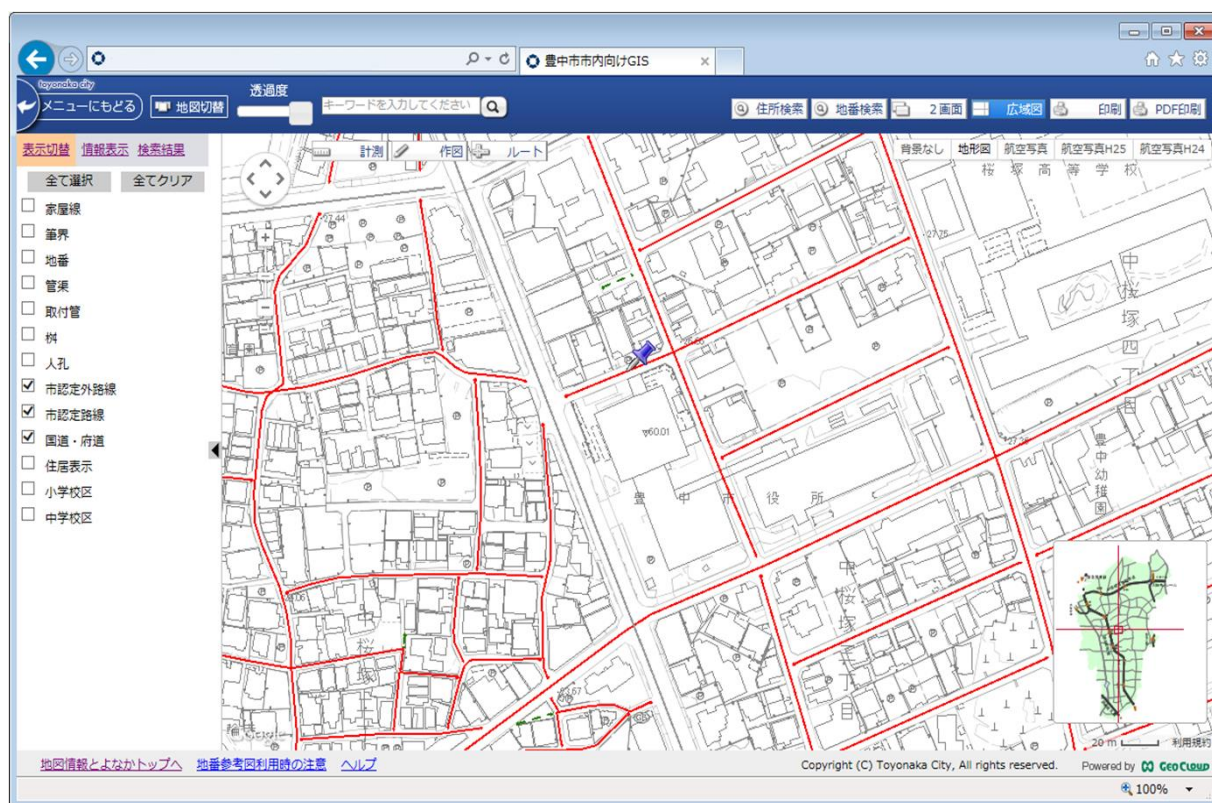 豊中市市内向けGIS
toyonaka city
メニューにもどる
地図切替
透過度
キーワードを入力してください
住所検索
地番検索
2画面
広域図
印刷
PDF印刷
表示切替 情報表示 検索結果
全て選択 全てクリア
家屋線
筆界
地番
管渠
取付管
桝
人孔
市認定外路線
市認定路線
国道・府道
住居表示
小学校区
中学校区
計測
作図
ルート
背景なし 地形図 航空写真 航空写真H25 航空写真H24
桜塚高等学校
27.44
27.75
中桜塚四丁目
60.01
豊中市役所
豊中幼稚園
中桜塚三丁目
桜塚
20 m
利用規約
地図情報とよなかトップへ 地番参考図利用時の注意 ヘルプ
Copyright (C) Toyonaka City, All rights reserved.
Powered by GEOCLOUD
100%